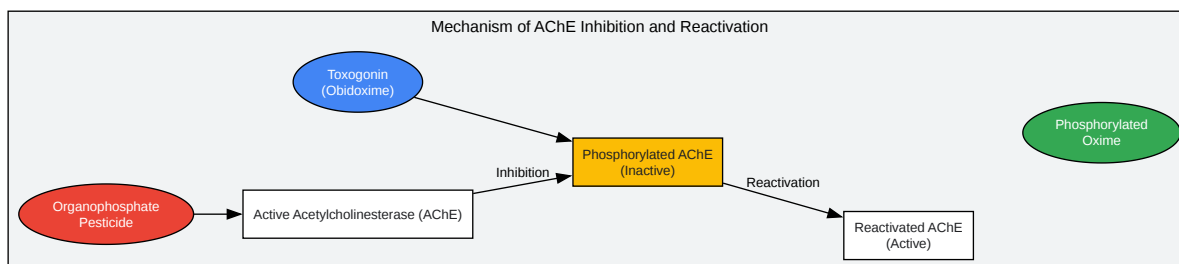 Mechanism of AChE Inhibition and Reactivation
Toxogonin
(Obidoxime)
Phosphorylated
Oxime
Phosphorylated AChE
(Inactive)
Inhibition
Reactivation
Organophosphate
Pesticide
Active Acetylcholinesterase (AChE)
Reactivated AChE
(Active)